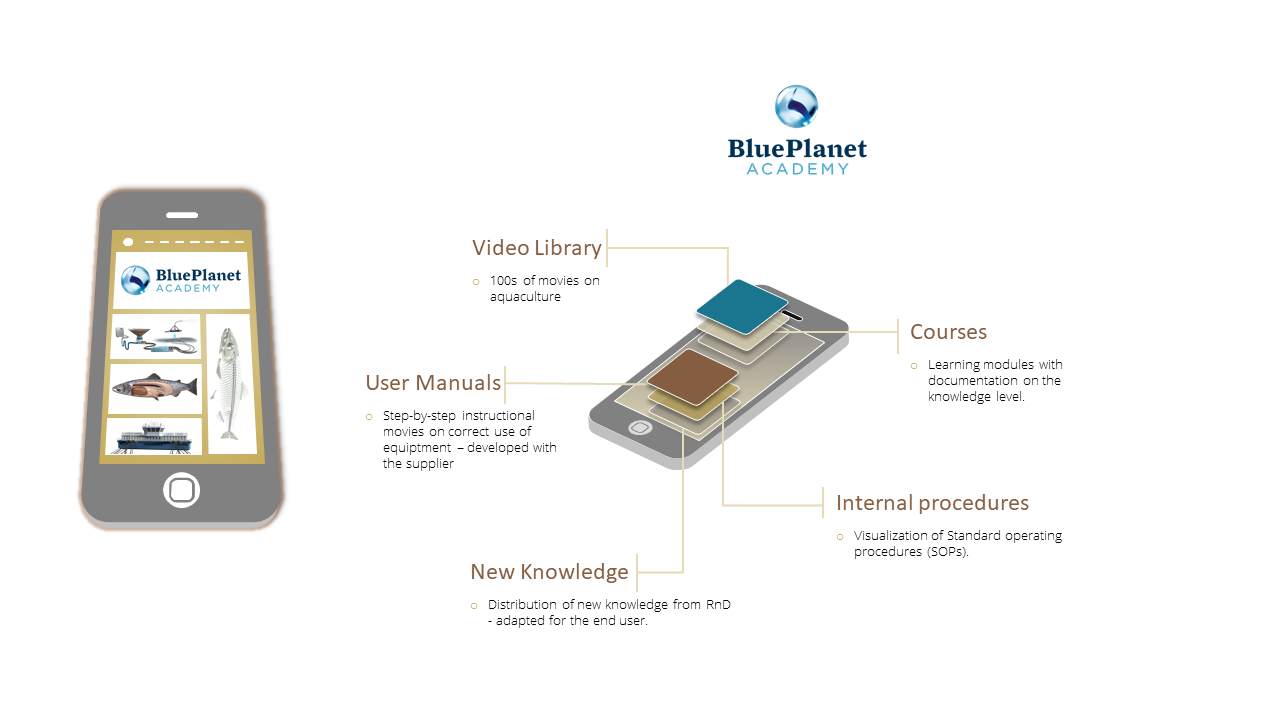 BluePlanet
ACADEMY
BluePlanet
ACADEMY
Video Library
100s of movies on
aquaculture
Courses
Learning modules with
documentation on the
knowledge level.
User Manuals
Step-by-step instructional
movies on correct use of
equiptment – developed with
the supplier
Internal procedures
Visualization of Standard operating
procedures (SOPs).
New Knowledge
Distribution of new knowledge from RnD
- adapted for the end user.